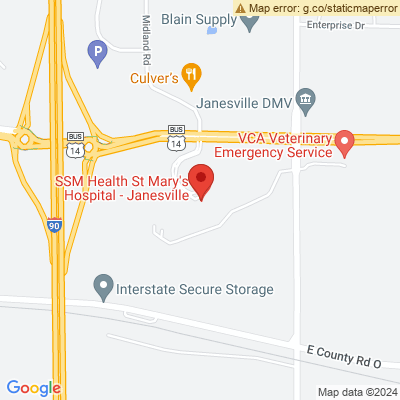 Map error: g.co/staticmaperror
Blain Supply
Enterprise Dr
Midland Rd
P
Culver's
Janesville DMV
BUS
14
BUS
14
VCA Veterinary
Emergency Service
SSM Health St Mary's
Hospital - Janesville
90
Interstate Secure Storage
E County Rd O
Google
Map data ©2024